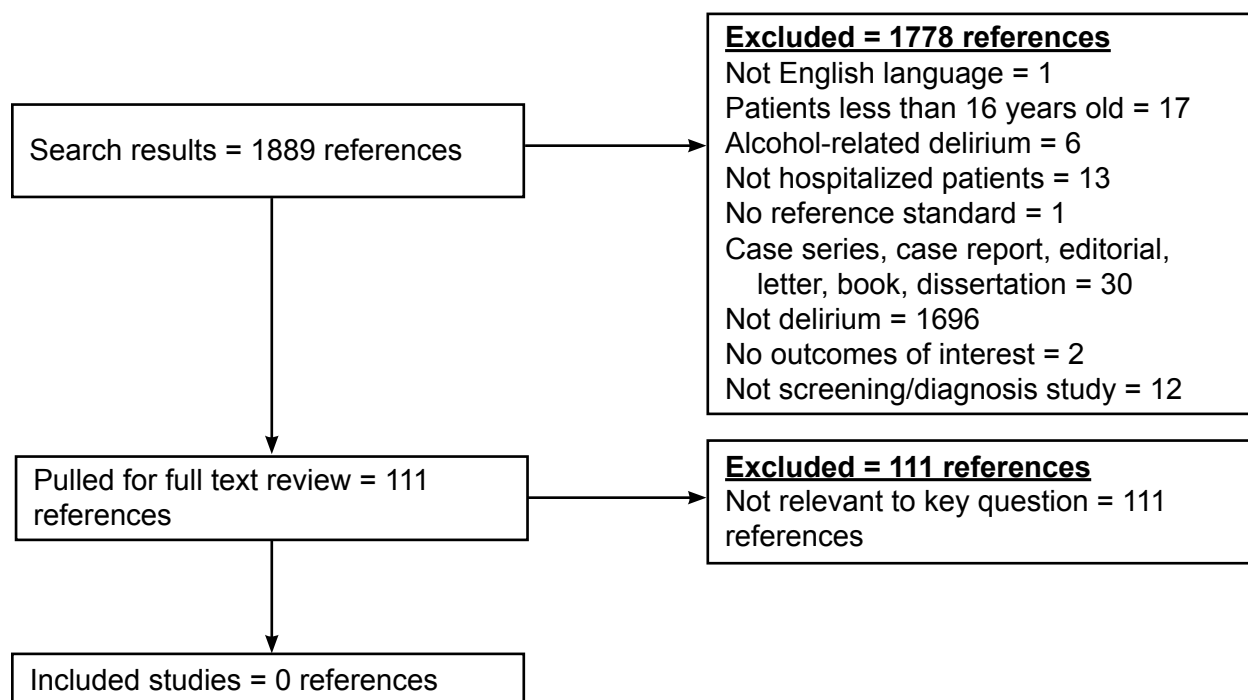 Search results = 1889 references
Excluded = 1778 references
Not English language = 1
Patients less than 16 years old = 17
Alcohol-related delirium = 6
Not hospitalized patients = 13
No reference standard = 1
Case series, case report, editorial,
letter, book, dissertation = 30
Not delirium = 1696
No outcomes of interest = 2
Not screening/diagnosis study = 12
Pulled for full text review = 111
references
Excluded = 111 references
Not relevant to key question = 111
references
Included studies = 0 references